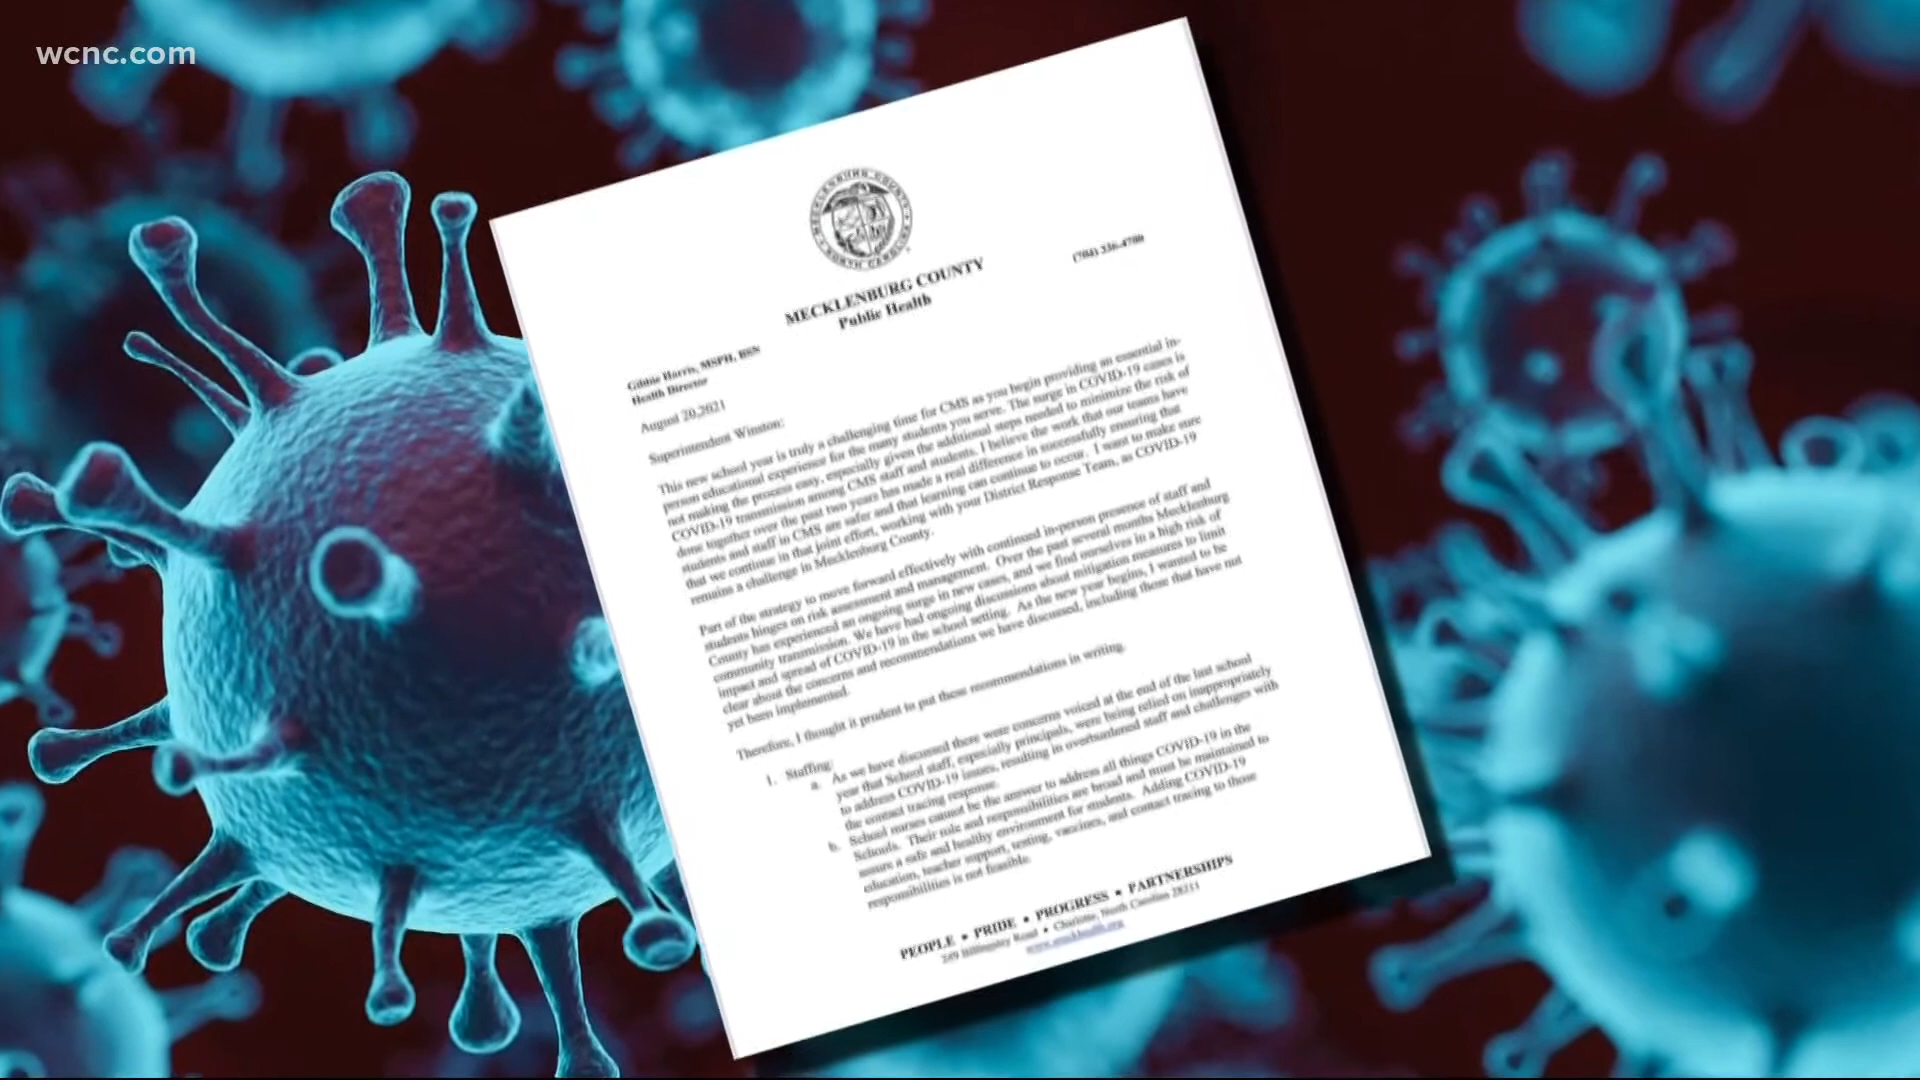 wcnc.com
MECKLENBURG COUNTY
NORTH CAROLINA
MECKLENBURG COUNTY
Public Health
(704) 336-4700
Gibbie Harris, MSPH, BSN
Health Director
August 20,2021
Superintendent Winston:
This new school year is truly a challenging time for CMS as you begin providing an essential in-
person educational experience for the many students you serve. The surge in COVID-19 cases is
not making the process easy, especially given the additional steps needed to minimize the risk of
COVID-19 transmission among CMS staff and students. I believe the work that our teams have
done together over the past two years has made a real difference in successfully ensuring that
students and staff in CMS are safer and that learning can continue to occur. I want to make sure
that we continue in that joint effort, working with your District Response Team, as COVID-19
remains a challenge in Mecklenburg County.
Part of the strategy to move forward effectively with continued in-person presence of staff and
students hinges on risk assessment and management. Over the past several months Mecklenburg
County has experienced an ongoing surge in new cases, and we find ourselves in a high risk of
community transmission. We have had ongoing discussions about mitigation measures to limit
impact and spread of COVID-19 in the school setting. As the new year begins, I wanted to be
clear about the concerns and recommendations we have discussed, including those that have not
yet been implemented.
Therefore, I thought it prudent to put these recommendations in writing.
1. Staffing:
a. As we have discussed there were concerns voiced at the end of the last school
year that School staff, especially principals, were being relied on inappropriately
to address COVID-19 issues, resulting in overburdened staff and challenges with
the contact tracing response.
b. School nurses cannot be the answer to address all things COVID-19 in the
Schools. Their role and responsibilities are broad and must be maintained to
assure a safe and healthy environment for students. Adding COVID-19
education, teacher support, testing, vaccines, and contact tracing to those
responsibilities is not feasible.
PEOPLE • PRIDE • PROGRESS • PARTNERSHIPS
249 Billingsley Road • Charlotte, North Carolina 28211
www.meckhealth.org